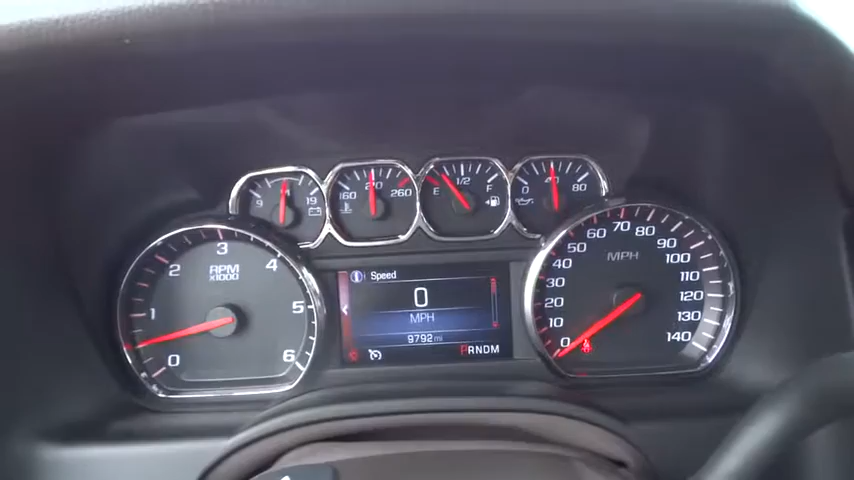 9 14 19
160 210 260
E 1/2 F
0 40 80
RPM
x1000
0 1 2 3 4 5 6
Speed
0
MPH
9792 mi
PRNDM
MPH
0 10 20 30 40 50 60 70 80 90 100 110 120 130 140